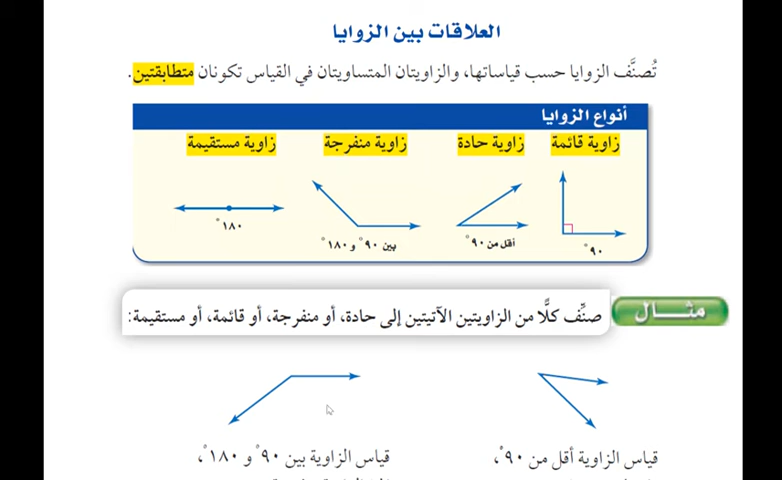 العلاقات بين الزوايا
تُصنَّف الزوايا حسب قياساتها، والزاويتان المتساويتان في القياس تكونان متطابقتين.
أنواع الزوايا
زاوية قائمة
زاوية حادة
زاوية منفرجة
زاوية مستقيمة
٩٠°
أقل من ٩٠°
بين ٩٠° و ١٨٠°
١٨٠°
مثـــال
صنِّف كلًّا من الزاويتين الآتيتين إلى حادة، أو منفرجة، أو قائمة، أو مستقيمة:
قياس الزاوية أقل من ٩٠°،
قياس الزاوية بين ٩٠° و ١٨٠°،